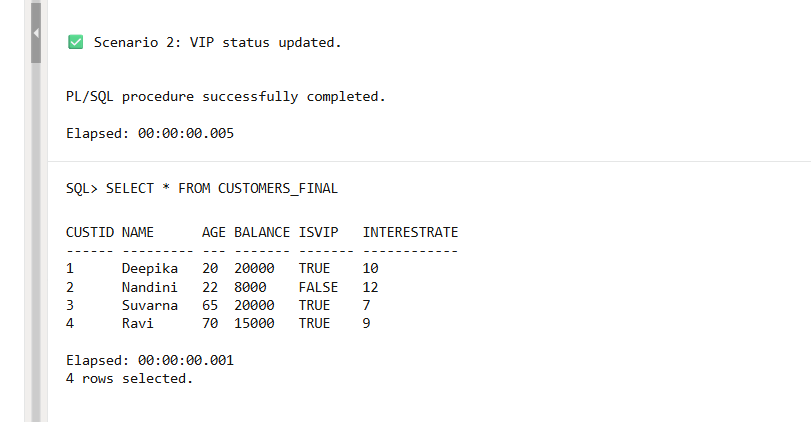 ✅ Scenario 2: VIP status updated.
PL/SQL procedure successfully completed.
Elapsed: 00:00:00.005
SQL> SELECT * FROM CUSTOMERS_FINAL
CUSTID NAME      AGE BALANCE ISVIP   INTERESTRATE
------ --------- --- ------- ------- ------------
1      Deepika   20  20000   TRUE    10
2      Nandini   22  8000    FALSE   12
3      Suvarna   65  20000   TRUE    7
4      Ravi      70  15000   TRUE    9
Elapsed: 00:00:00.001
4 rows selected.